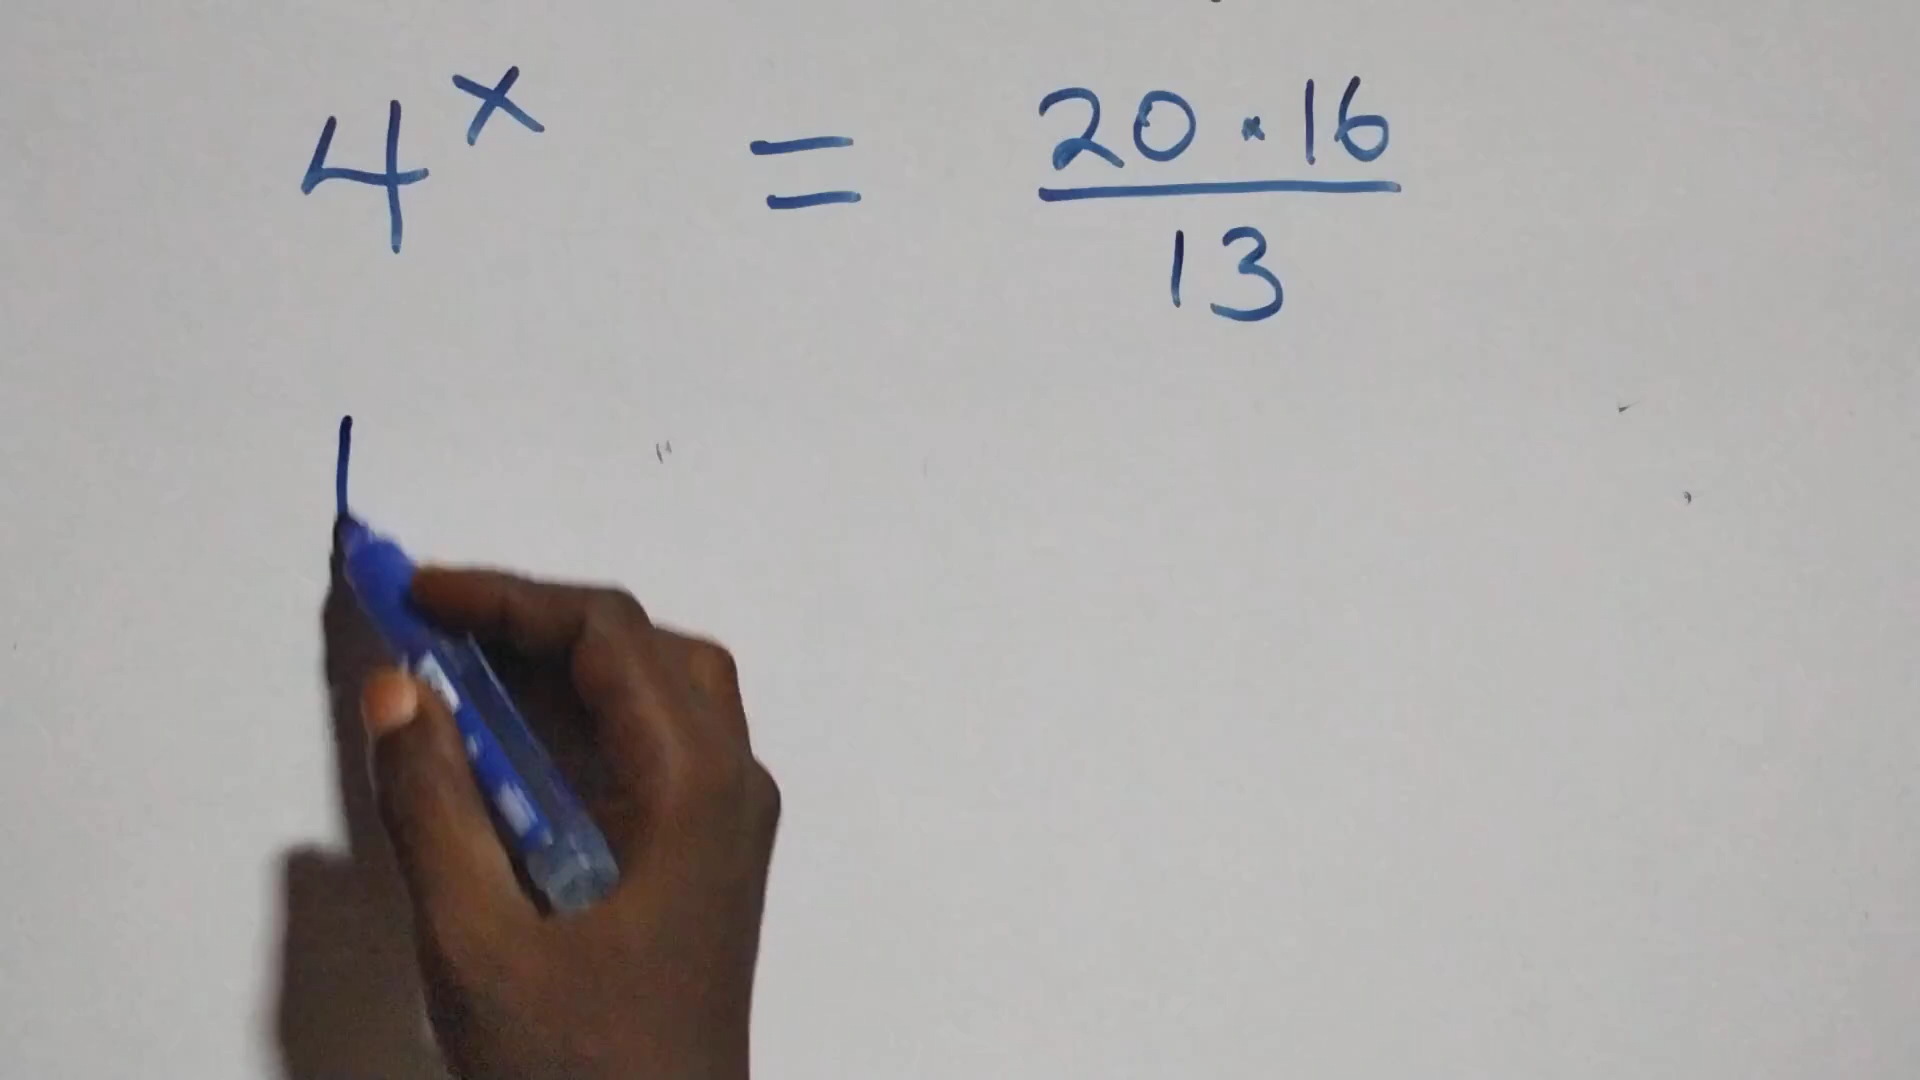 4^x = 20 · 16 / 13